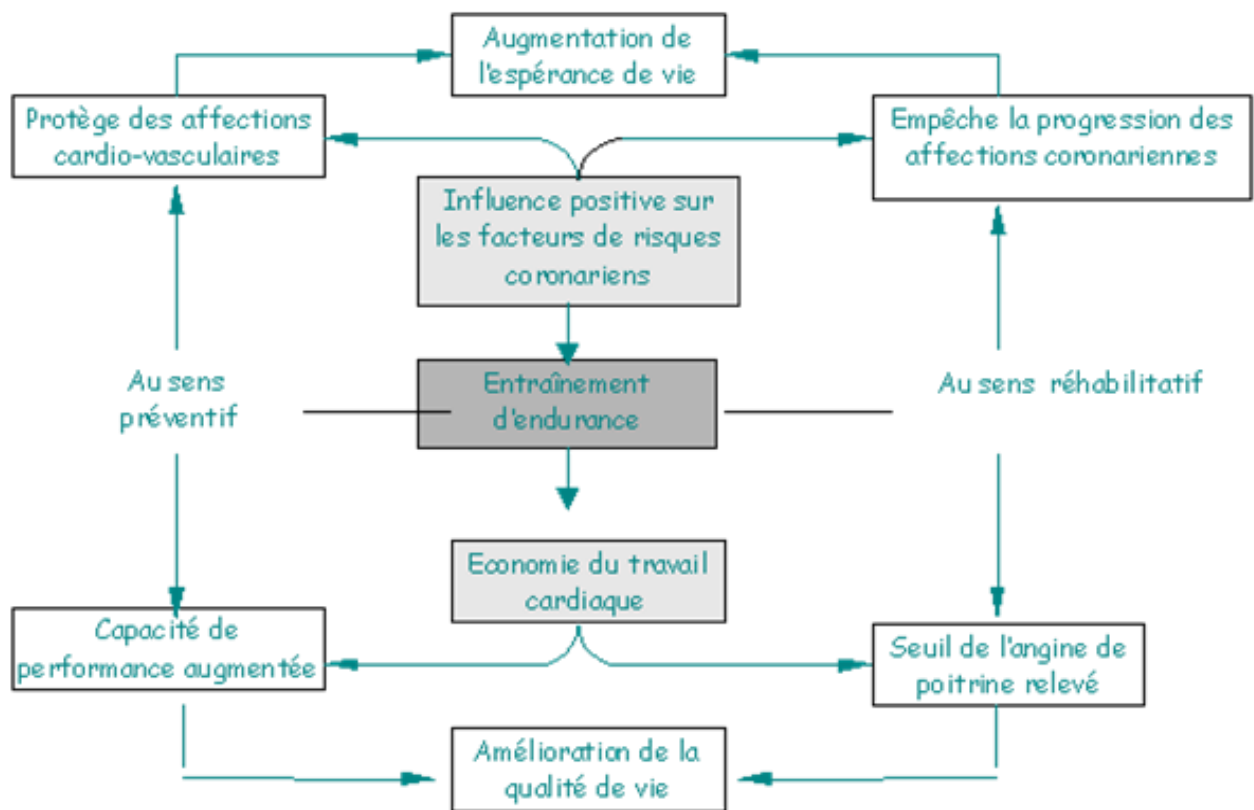 Augmentation de
l'espérance de vie
Protège des affections
cardio-vasculaires
Empêche la progression des
affections coronariennes
Influence positive sur
les facteurs de risques
coronariens
Au sens
préventif
Entraînement
d'endurance
Au sens réhabilitatif
Economie du travail
cardiaque
Capacité de
performance augmentée
Seuil de l'angine de
poitrine relevé
Amélioration de la
qualité de vie